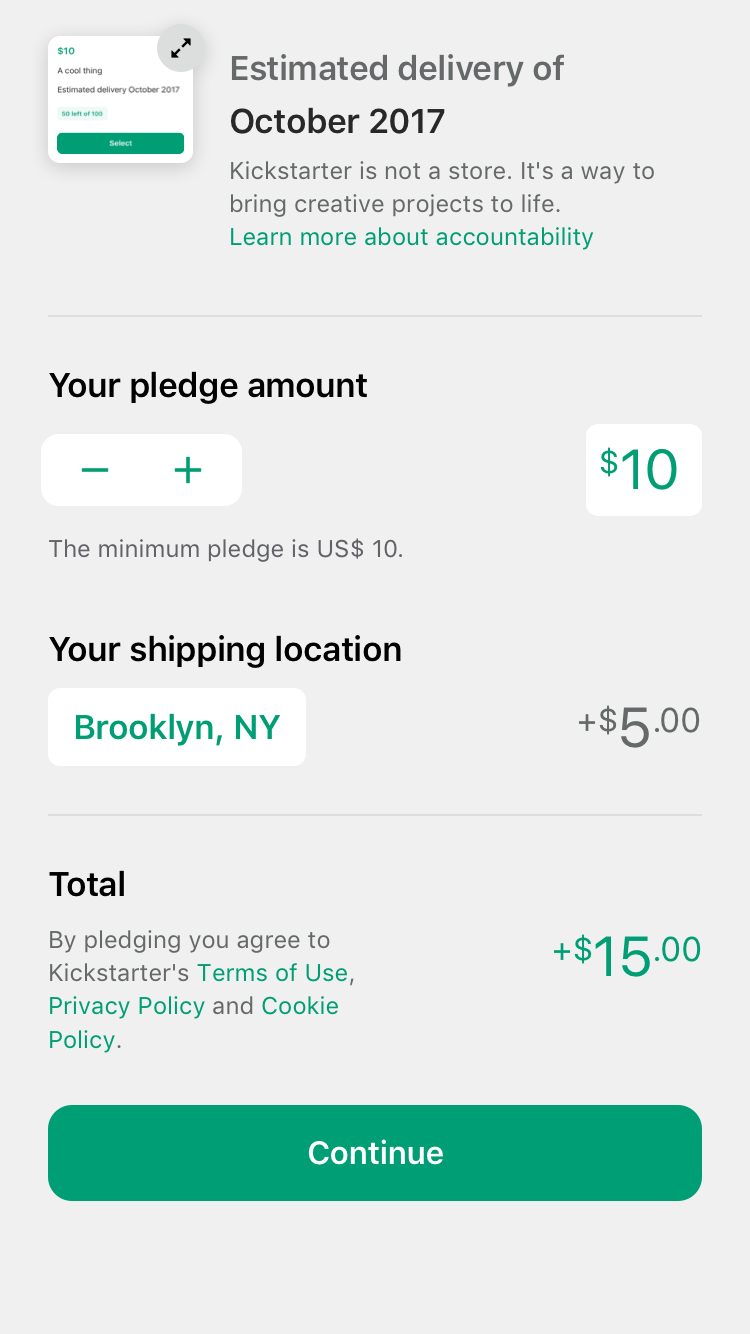 $10
A cool thing
Estimated delivery October 2017
50 left of 100
Select
Estimated delivery of
October 2017
Kickstarter is not a store. It's a way to
bring creative projects to life.
Learn more about accountability
Your pledge amount
$10
The minimum pledge is US$ 10.
Your shipping location
Brooklyn, NY
+$5.00
Total
By pledging you agree to
Kickstarter's Terms of Use,
Privacy Policy and Cookie
Policy.
+$15.00
Continue